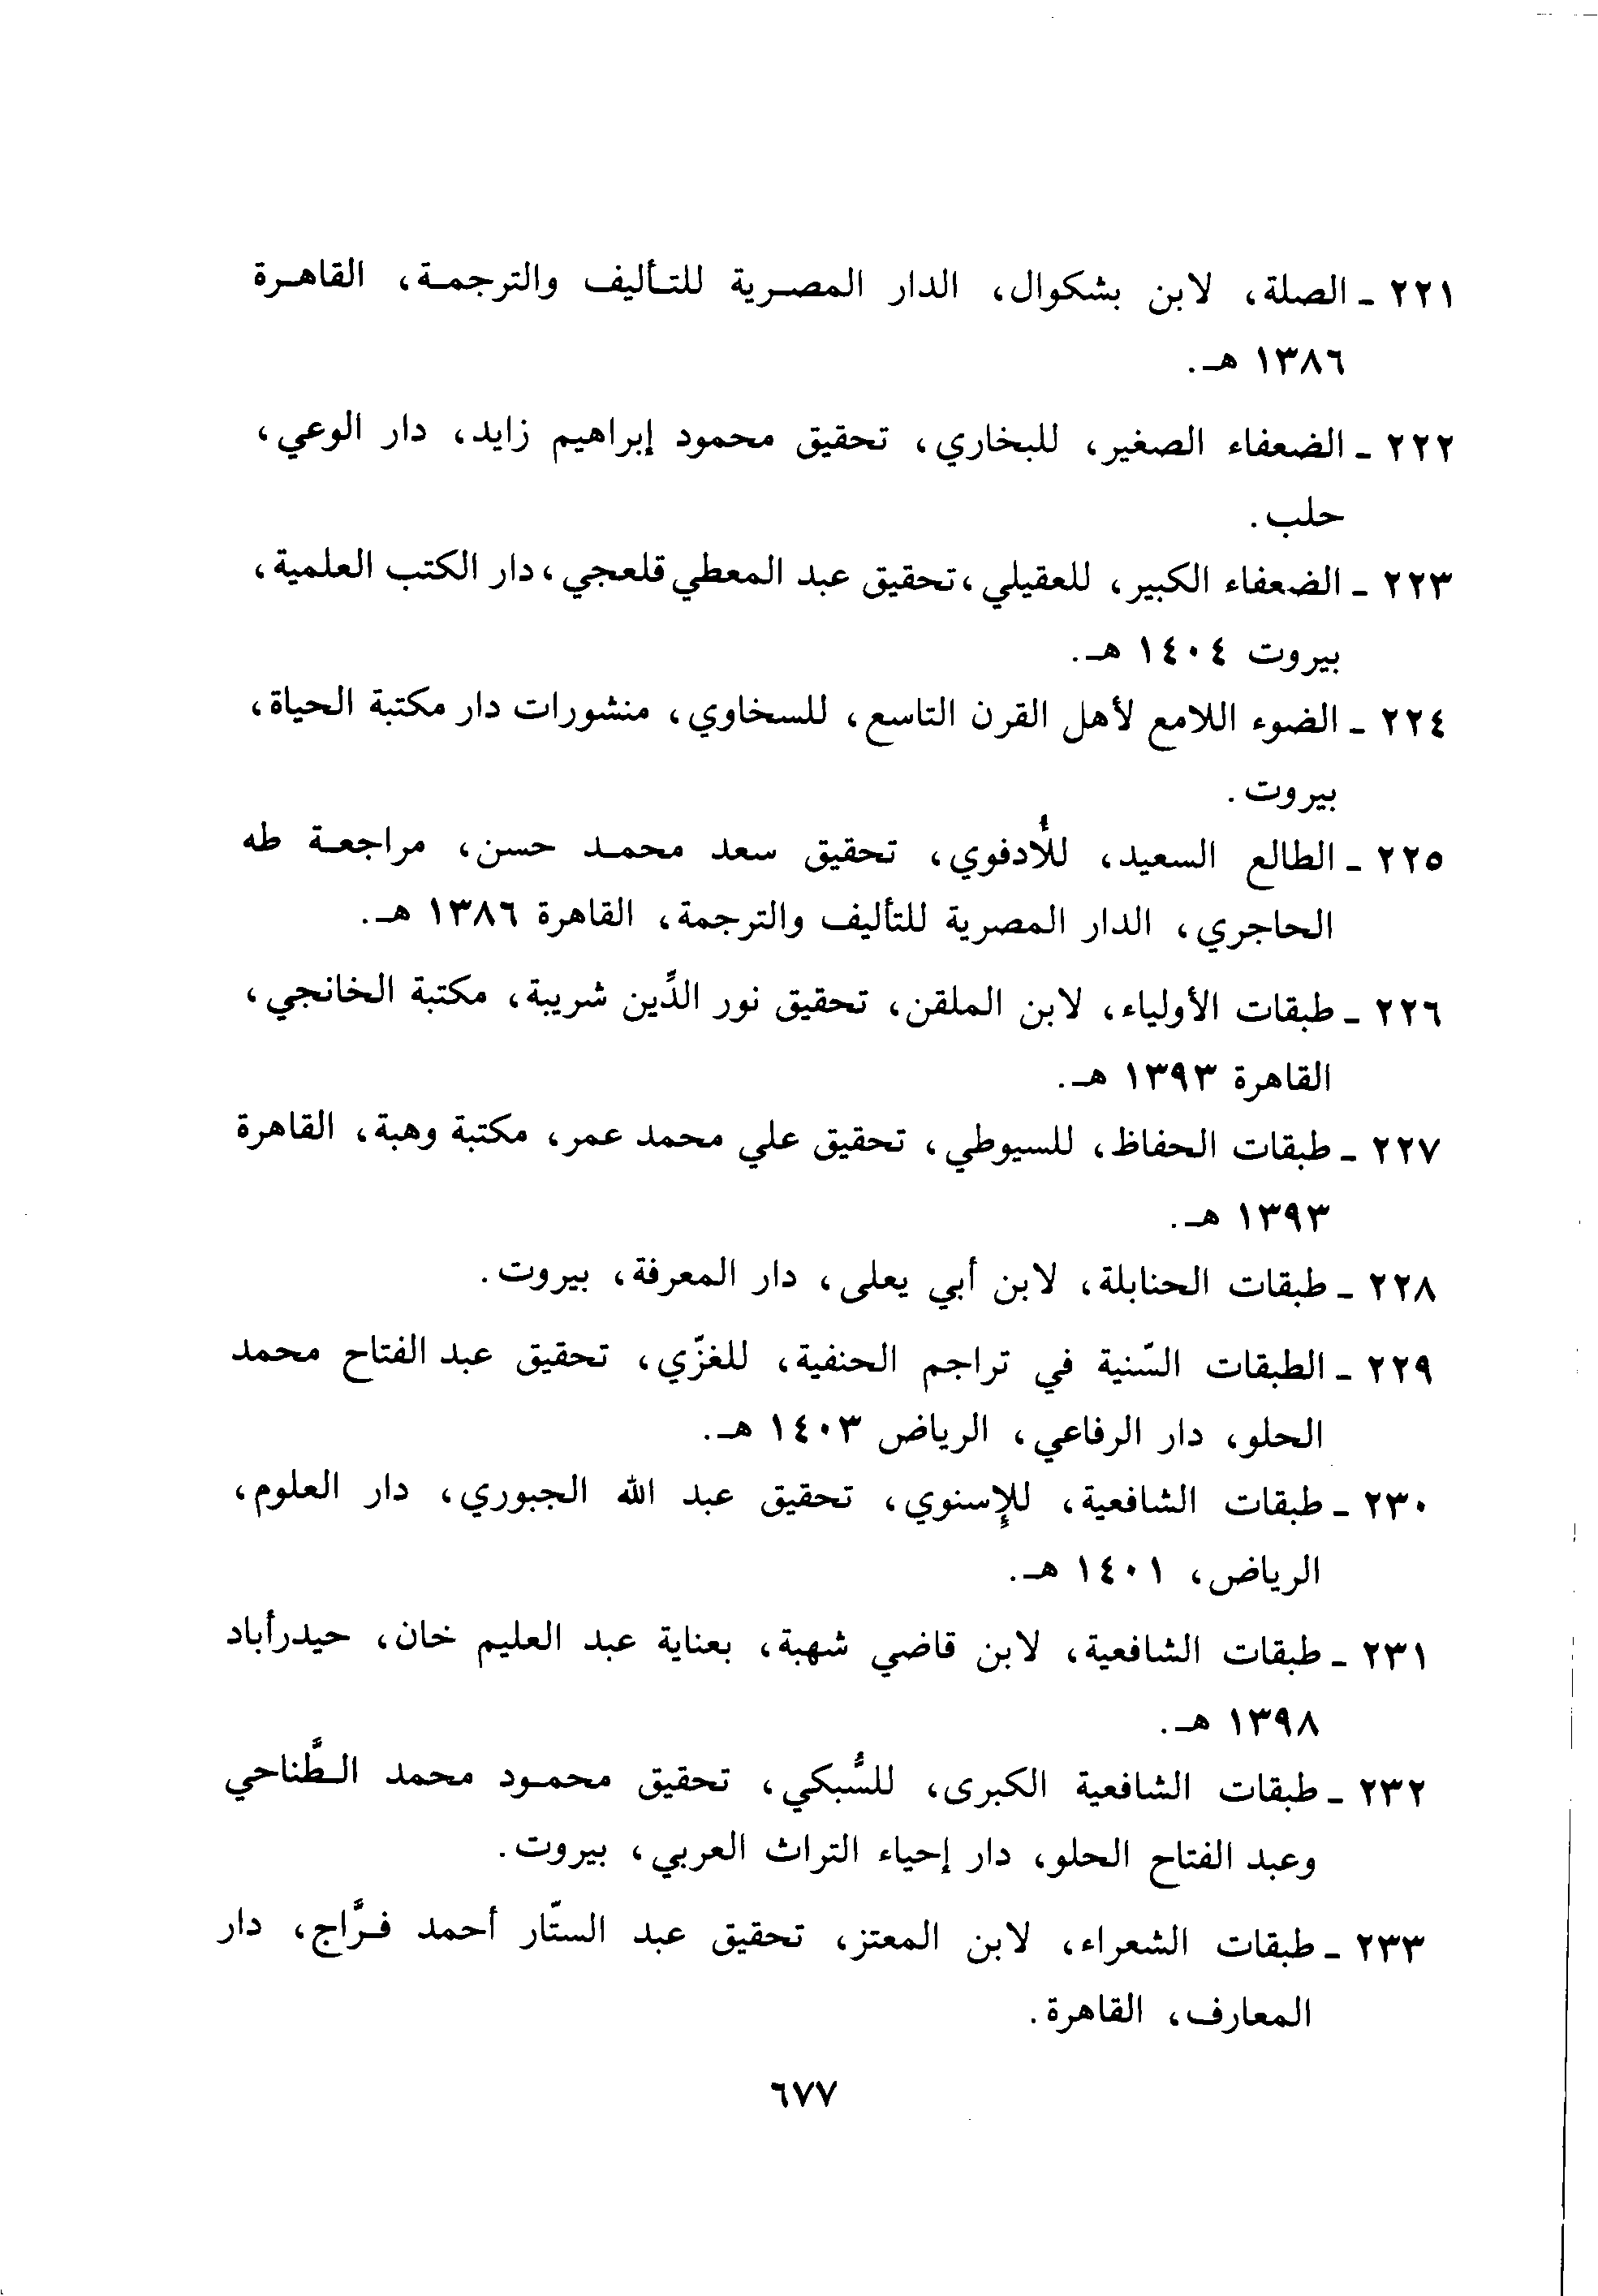 ٢٢١ - الصلة، لابن بشكوال، الدار المصرية للتأليف والترجمة، القاهرة
١٣٨٦ هـ.
٢٢٢ - الضعفاء الصغير، للبخاري، تحقيق محمود إبراهيم زايد، دار الوعي،
حلب.
٢٢٣ - الضعفاء الكبير، للعقيلي، تحقيق عبد المعطي قلعجي، دار الكتب العلمية،
بيروت ١٤٠٤ هـ.
٢٢٤ - الضوء اللامع لأهل القرن التاسع، للسخاوي، منشورات دار مكتبة الحياة،
بيروت.
٢٢٥ - الطالع السعيد، للأُدفوي، تحقيق سعد محمد حسن، مراجعة طه
الحاجري، الدار المصرية للتأليف والترجمة، القاهرة ١٣٨٦ هـ.
٢٢٦ - طبقات الأولياء، لابن الملقن، تحقيق نور الدِّين شريبة، مكتبة الخانجي،
القاهرة ١٣٩٣ هـ.
٢٢٧ - طبقات الحفاظ، للسيوطي، تحقيق علي محمد عمر، مكتبة وهبة، القاهرة
١٣٩٣ هـ.
٢٢٨ - طبقات الحنابلة، لابن أبي يعلى، دار المعرفة، بيروت.
٢٢٩ - الطبقات السّنية في تراجم الحنفية، للغزّي، تحقيق عبد الفتاح محمد
الحلو، دار الرفاعي، الرياض ١٤٠٣ هـ.
٢٣٠ - طبقات الشافعية، للإِسنوي، تحقيق عبد الله الجبوري، دار العلوم،
الرياض، ١٤٠١ هـ.
٢٣١ - طبقات الشافعية، لابن قاضي شهبة، بعناية عبد العليم خان، حيدرأباد
١٣٩٨ هـ.
٢٣٢ - طبقات الشافعية الكبرى، للسُّبكي، تحقيق محمود محمد الطَّناحي
وعبد الفتاح الحلو، دار إحياء التراث العربي، بيروت.
٢٣٣ - طبقات الشعراء، لابن المعتز، تحقيق عبد الستّار أحمد فرَّاج، دار
المعارف، القاهرة.
٦٧٧